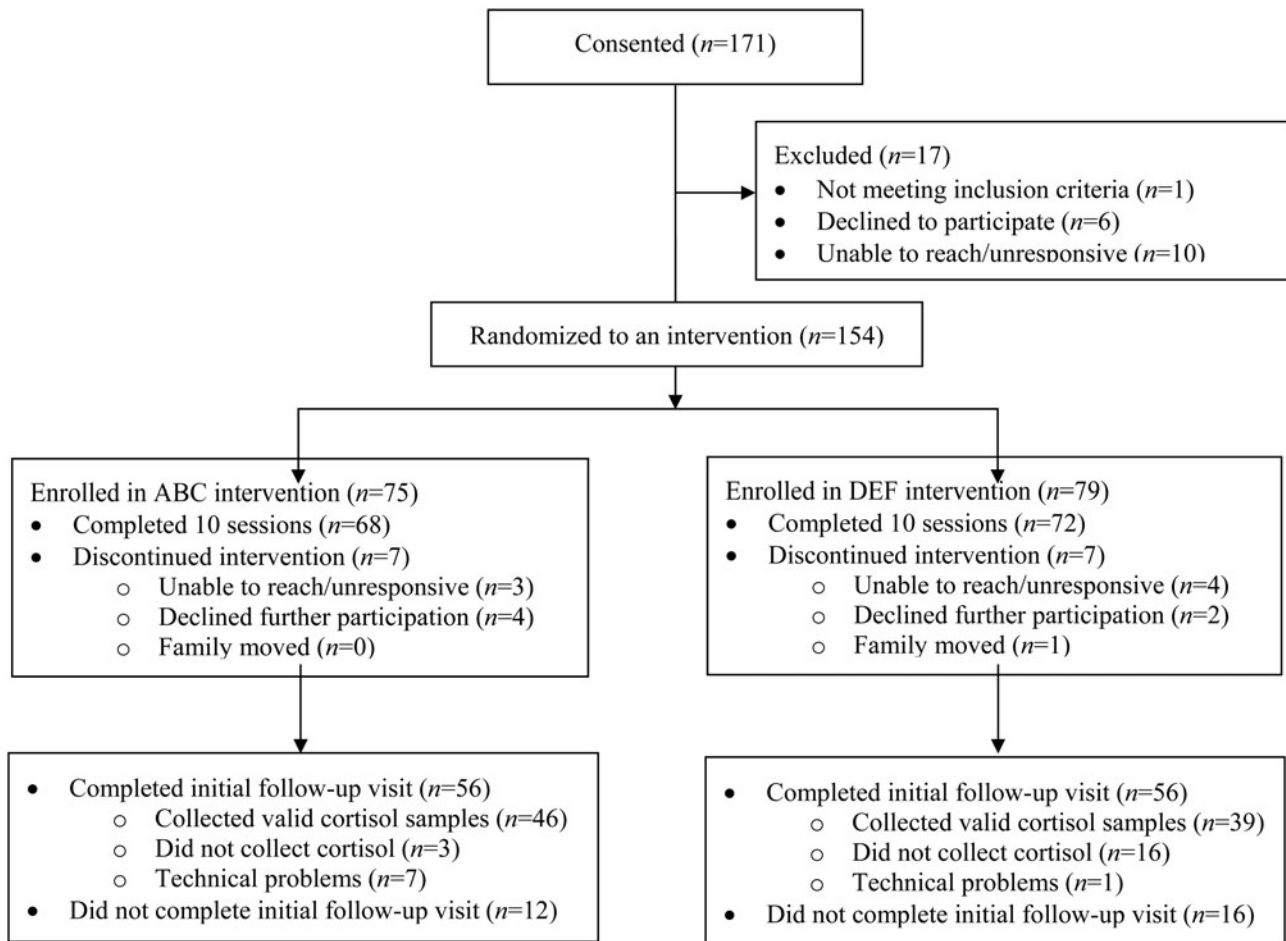 Consented (n=171)
Excluded (n=17)
• Not meeting inclusion criteria (n=1)
• Declined to participate (n=6)
• Unable to reach/unresponsive (n=10)
Randomized to an intervention (n=154)
Enrolled in ABC intervention (n=75)
• Completed 10 sessions (n=68)
• Discontinued intervention (n=7)
o Unable to reach/unresponsive (n=3)
o Declined further participation (n=4)
o Family moved (n=0)
Enrolled in DEF intervention (n=79)
• Completed 10 sessions (n=72)
• Discontinued intervention (n=7)
o Unable to reach/unresponsive (n=4)
o Declined further participation (n=2)
o Family moved (n=1)
• Completed initial follow-up visit (n=56)
o Collected valid cortisol samples (n=46)
o Did not collect cortisol (n=3)
o Technical problems (n=7)
• Did not complete initial follow-up visit (n=12)
• Completed initial follow-up visit (n=56)
o Collected valid cortisol samples (n=39)
o Did not collect cortisol (n=16)
o Technical problems (n=1)
• Did not complete initial follow-up visit (n=16)